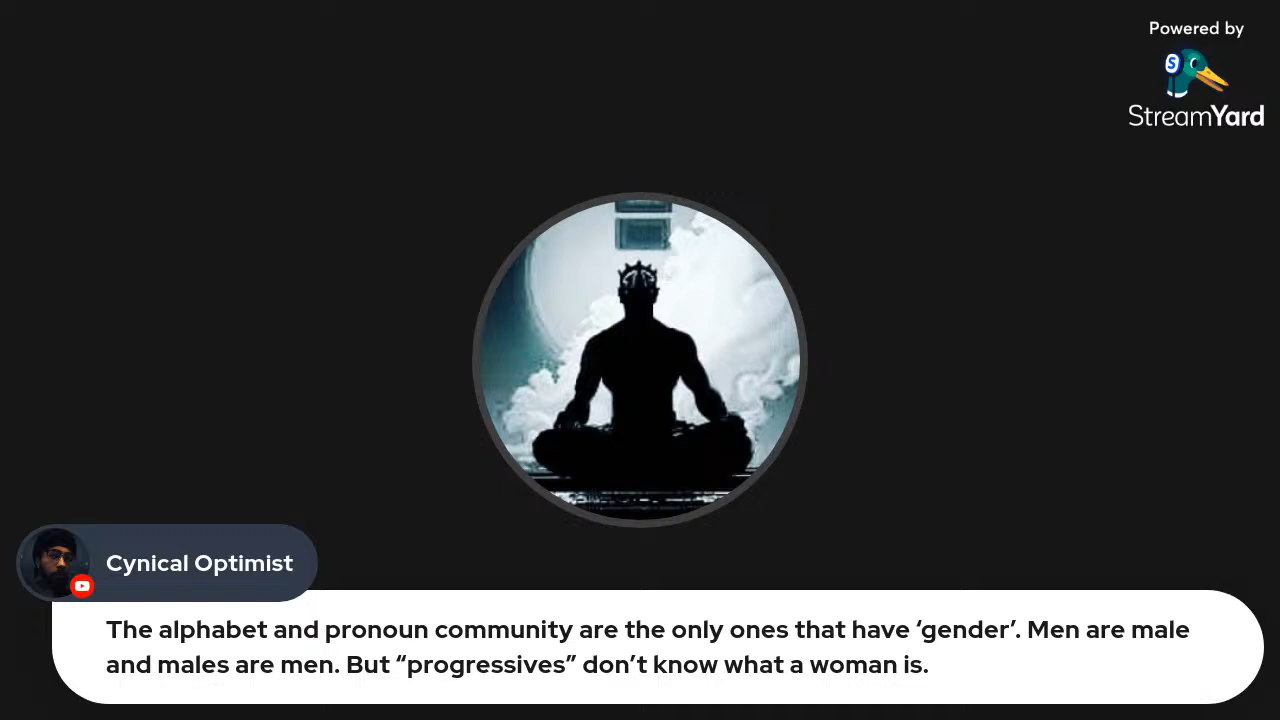 Powered by
StreamYard
Cynical Optimist
The alphabet and pronoun community are the only ones that have ‘gender’. Men are male
and males are men. But “progressives” don’t know what a woman is.